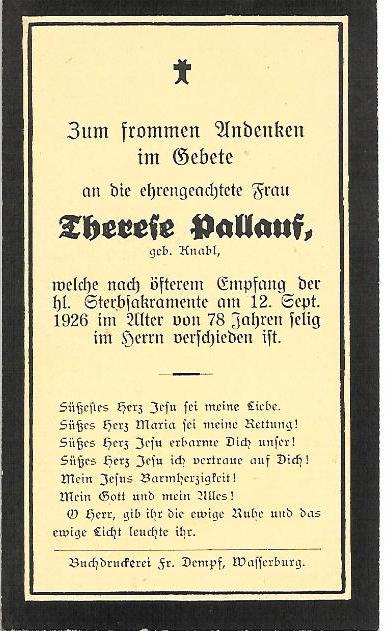 Zum frommen Andenken
im Gebete
an die ehrengeachtete Frau
Therese Pallauf,
geb. Knabl,
welche nach öfterem Empfang der
hl. Sterbsakramente am 12. Sept.
1926 im Alter von 78 Jahren selig
im Herrn verschieden ist.
Süßestes Herz Jesu sei meine Liebe.
Süßes Herz Maria sei meine Rettung!
Süßes Herz Jesu erbarme Dich unser!
Süßes Herz Jesu ich vertraue auf Dich!
Mein Jesus Barmherzigkeit!
Mein Gott und mein Alles!
O Herr, gib ihr die ewige Ruhe und das
ewige Licht leuchte ihr.
Buchdruckerei Fr. Dempf, Wasserburg.